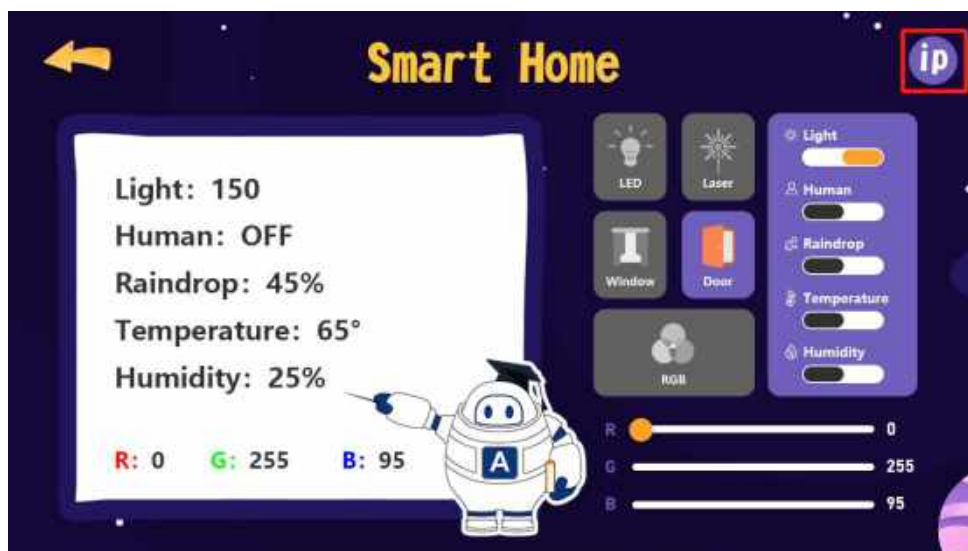 Smart Home
ip
Light: 150
Human: OFF
Raindrop: 45%
Temperature: 65°
Humidity: 25%
R: 0 G: 255 B: 95
A
LED
Laser
Window
Door
RGB
Light
Human
Raindrop
Temperature
Humidity
R 0
G 255
B 95